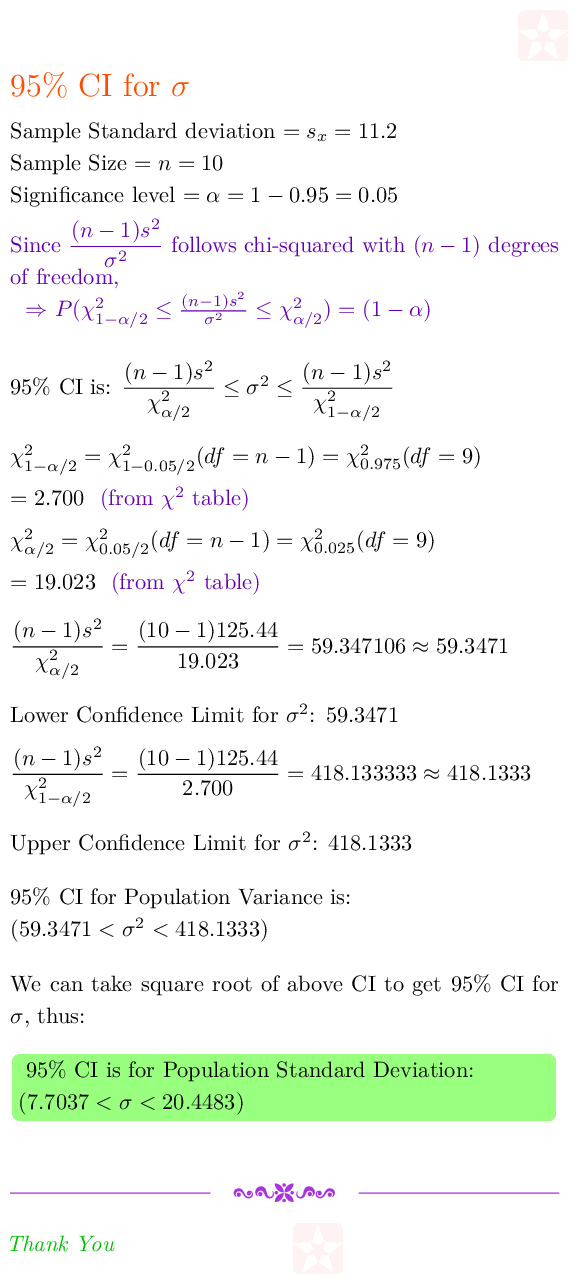 95% CI for σ
Sample Standard deviation = sₓ = 11.2
Sample Size = n = 10
Significance level = α = 1 − 0.95 = 0.05
Since \frac{(n − 1)s²}{σ²} follows chi-squared with (n − 1) degrees
of freedom,
⇒ P(χ²_{1−α/2} ≤ \frac{(n−1)s²}{σ²} ≤ χ²_{α/2}) = (1 − α)
95% CI is: \frac{(n − 1)s²}{χ²_{α/2}} ≤ σ² ≤ \frac{(n − 1)s²}{χ²_{1−α/2}}
χ²_{1−α/2} = χ²_{1−0.05/2}(df = n − 1) = χ²_{0.975}(df = 9)
= 2.700 (from χ² table)
χ²_{α/2} = χ²_{0.05/2}(df = n − 1) = χ²_{0.025}(df = 9)
= 19.023 (from χ² table)
\frac{(n − 1)s²}{χ²_{α/2}} = \frac{(10 − 1)125.44}{19.023} = 59.347106 ≈ 59.3471
Lower Confidence Limit for σ²: 59.3471
\frac{(n − 1)s²}{χ²_{1−α/2}} = \frac{(10 − 1)125.44}{2.700} = 418.133333 ≈ 418.1333
Upper Confidence Limit for σ²: 418.1333
95% CI for Population Variance is:
(59.3471 < σ² < 418.1333)
We can take square root of above CI to get 95% CI for
σ, thus:
95% CI is for Population Standard Deviation:
(7.7037 < σ < 20.4483)
Thank You